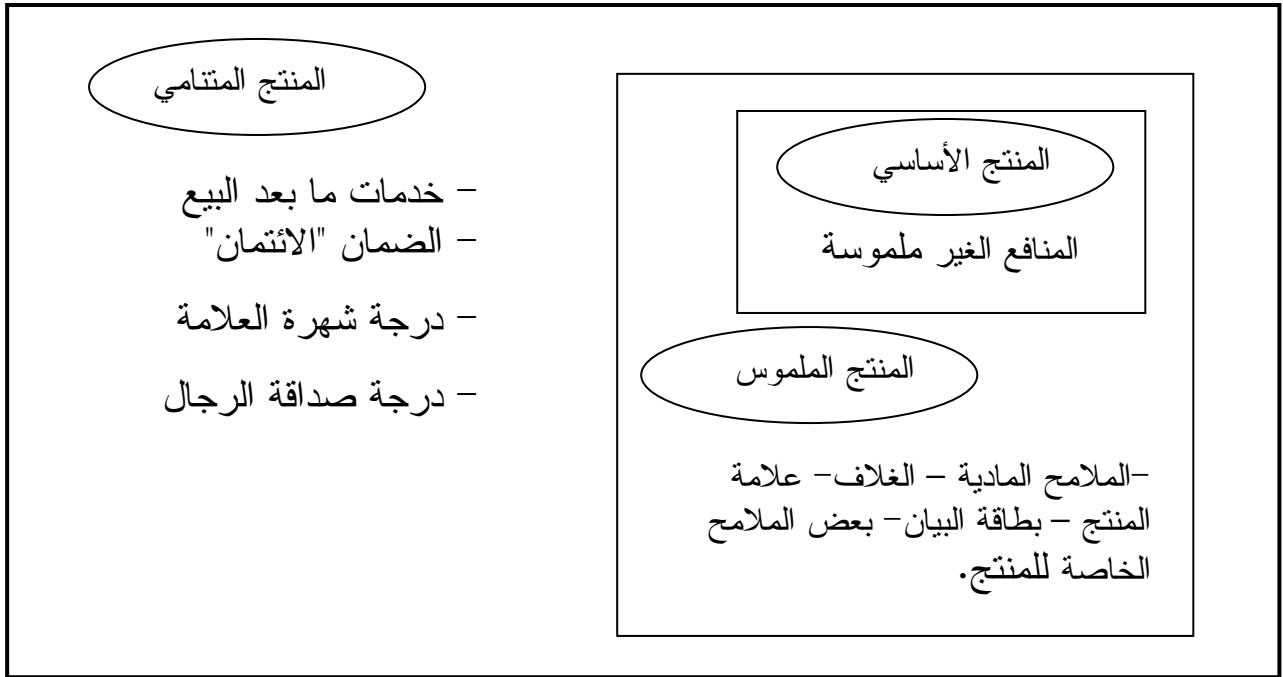 المنتج الأساسي
المنافع الغير ملموسة
المنتج الملموس
-الملامح المادية – الغلاف- علامة
المنتج – بطاقة البيان- بعض الملامح
الخاصة للمنتج.
المنتج المتنامي
- خدمات ما بعد البيع
- الضمان "الائتمان"
- درجة شهرة العلامة
- درجة صداقة الرجال